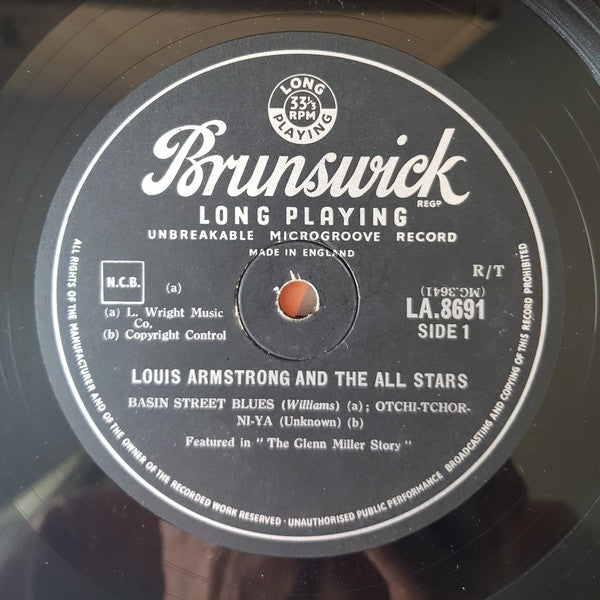 LONG
33⅓
RPM
PLAYING
Brunswick
REGD
LONG PLAYING
UNBREAKABLE MICROGROOVE RECORD
MADE IN ENGLAND
N.C.B. (a)
(a) L. Wright Music
Co.
(b) Copyright Control
R/T
(MG.3641)
LA.8691
SIDE 1
LOUIS ARMSTRONG AND THE ALL STARS
BASIN STREET BLUES (Williams) (a); OTCHI-TCHOR-
NI-YA (Unknown) (b)
Featured in "The Glenn Miller Story"
ALL RIGHTS OF THE MANUFACTURER AND OF THE OWNER OF THE RECORDED WORK RESERVED · UNAUTHORISED PUBLIC PERFORMANCE BROADCASTING AND COPYING OF THIS RECORD PROHIBITED